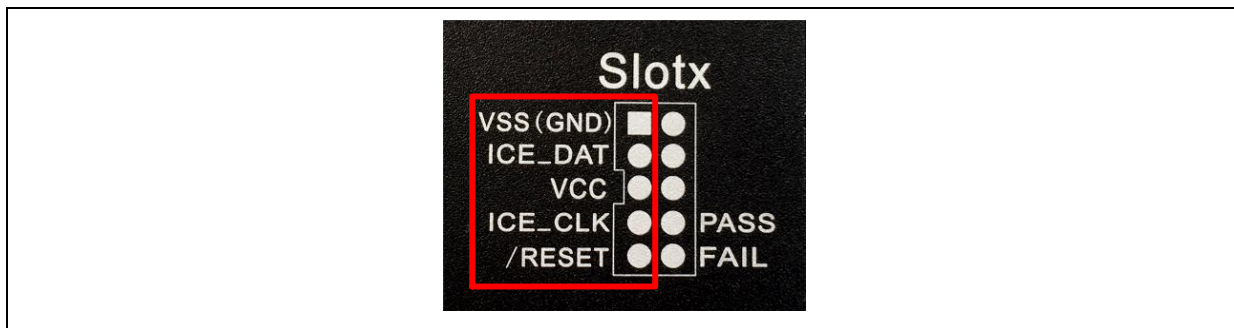 Slotx
VSS(GND)
ICE_DAT
VCC
ICE_CLK PASS
/RESET FAIL